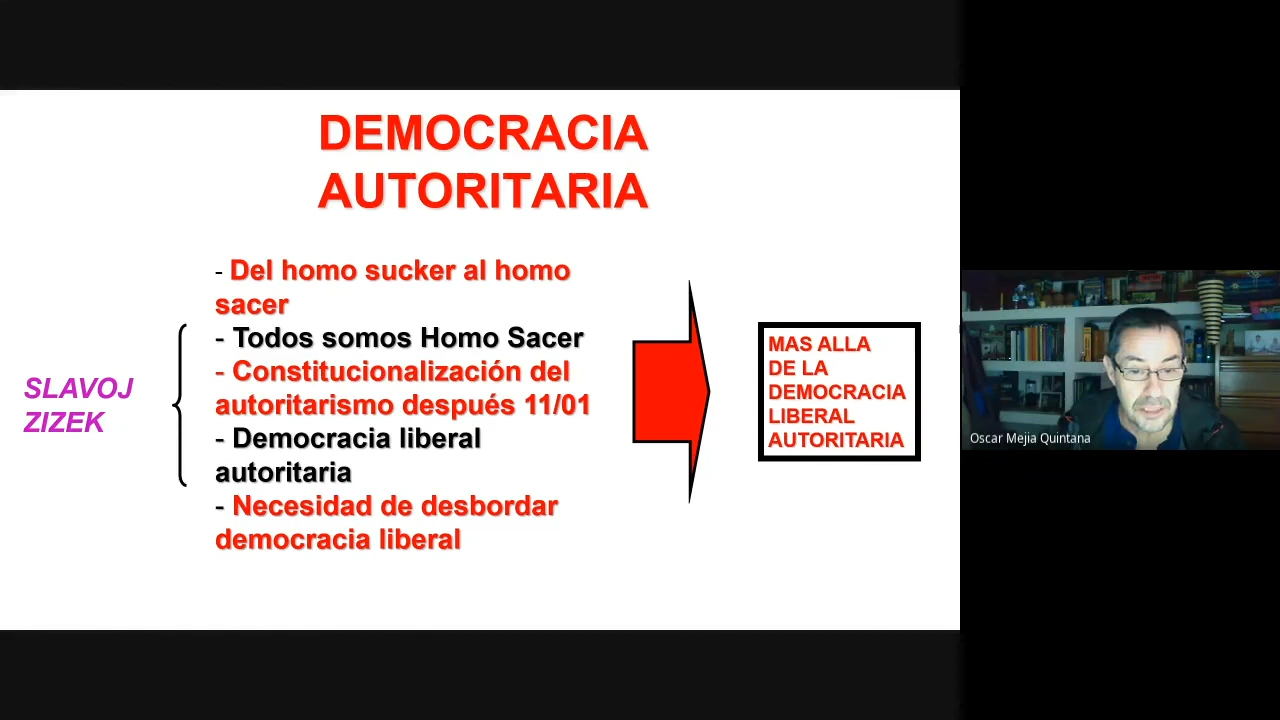 DEMOCRACIA
AUTORITARIA
- Del homo sucker al homo
sacer
- Todos somos Homo Sacer
- Constitucionalización del
autoritarismo después 11/01
- Democracia liberal
autoritaria
- Necesidad de desbordar
democracia liberal
SLAVOJ
ZIZEK
MAS ALLA
DE LA
DEMOCRACIA
LIBERAL
AUTORITARIA
Oscar Mejia Quintana